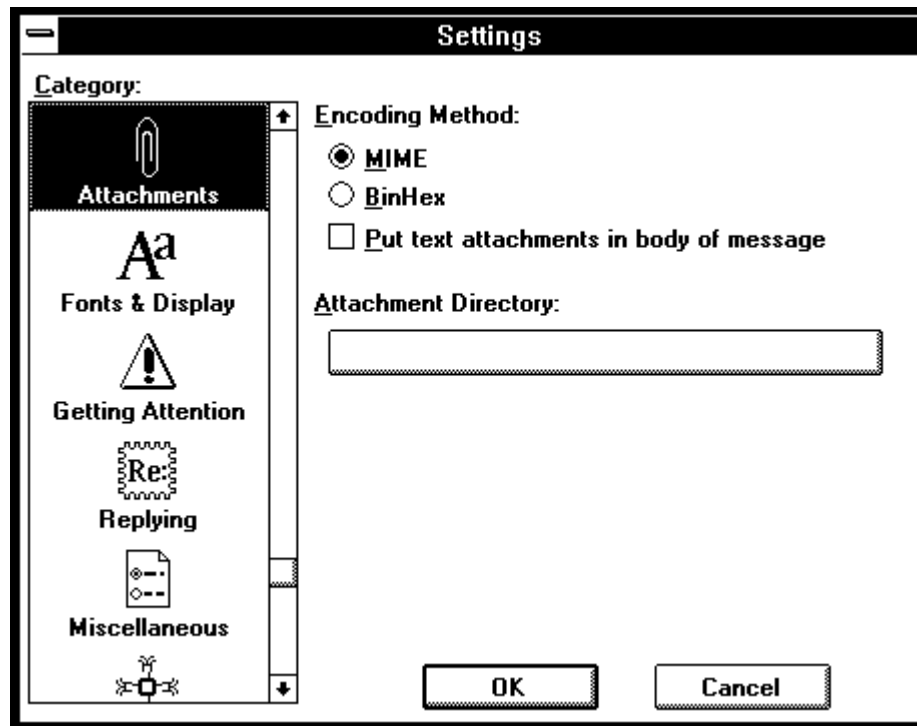 Settings
Category:
Attachments
Aa
Fonts & Display
Getting Attention
Re:
Replying
Miscellaneous
Encoding Method:
MIME
BinHex
Put text attachments in body of message
Attachment Directory:
OK
Cancel